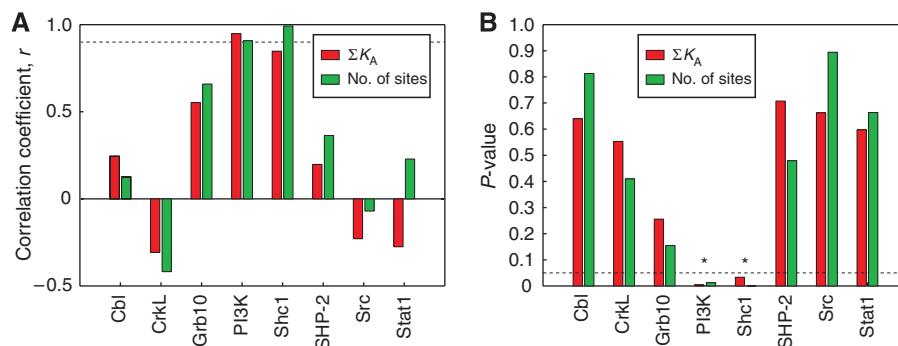 A
Correlation coefficient, r
1.0
0.5
0
−0.5
ΣKA
No. of sites
Cbl
CrkL
Grb10
PI3K
Shc1
SHP-2
Src
Stat1
B
P-value
1.0
0.9
0.8
0.7
0.6
0.5
0.4
0.3
0.2
0.1
0.05
0
ΣKA
No. of sites
*
*
Cbl
CrkL
Grb10
PI3K
Shc1
SHP-2
Src
Stat1